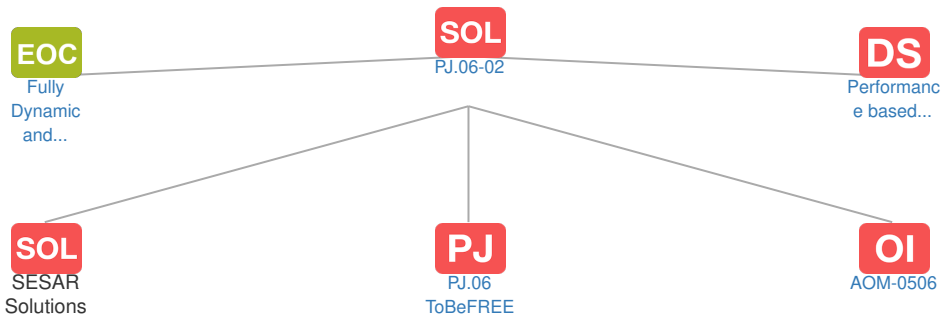 SOL
PJ.06-02
EOC
Fully
Dynamic
and...
DS
Performanc
e based...
SOL
SESAR
Solutions
PJ
PJ.06
ToBeFREE
OI
AOM-0506